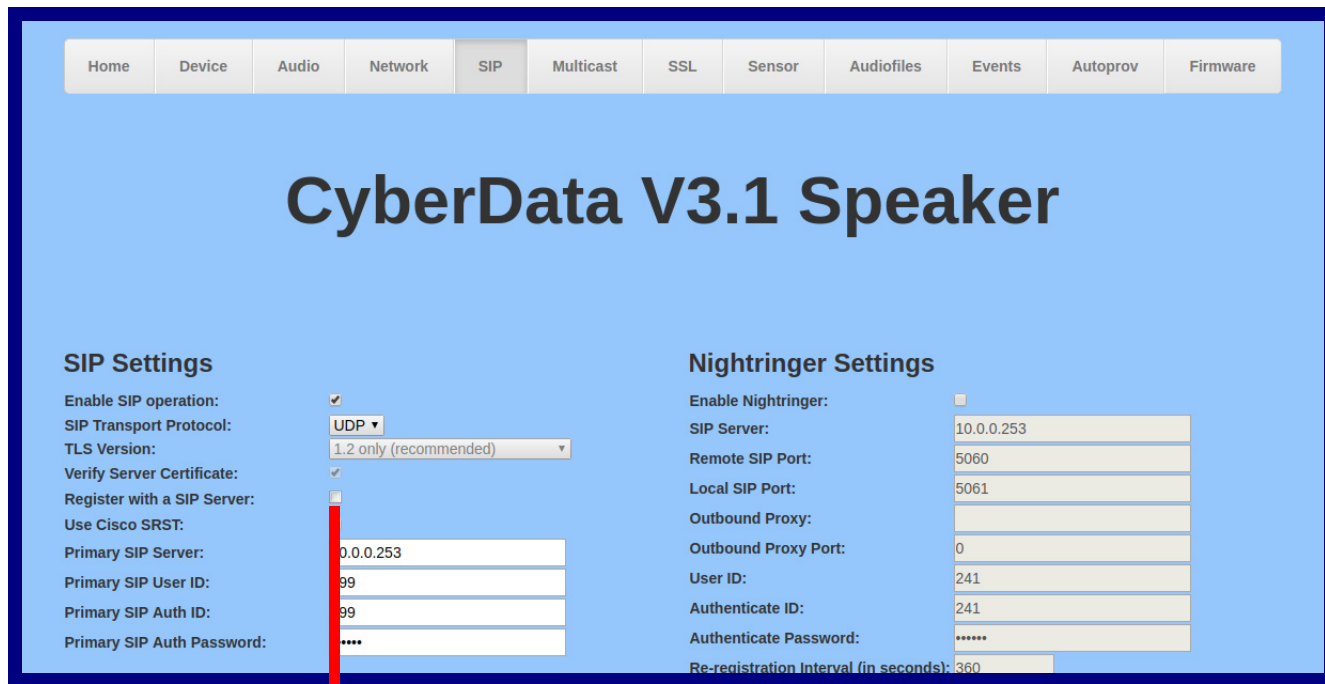 Home Device Audio Network SIP Multicast SSL Sensor Audiofiles Events Autoprov Firmware
CyberData V3.1 Speaker
SIP Settings
Enable SIP operation:
SIP Transport Protocol: UDP
TLS Version: 1.2 only (recommended)
Verify Server Certificate:
Register with a SIP Server:
Use Cisco SRST:
Primary SIP Server: 0.0.0.253
Primary SIP User ID: 99
Primary SIP Auth ID: 99
Primary SIP Auth Password: •••••
Nightringer Settings
Enable Nightringer:
SIP Server: 10.0.0.253
Remote SIP Port: 5060
Local SIP Port: 5061
Outbound Proxy:
Outbound Proxy Port: 0
User ID: 241
Authenticate ID: 241
Authenticate Password: ••••••
Re-registration Interval (in seconds): 360